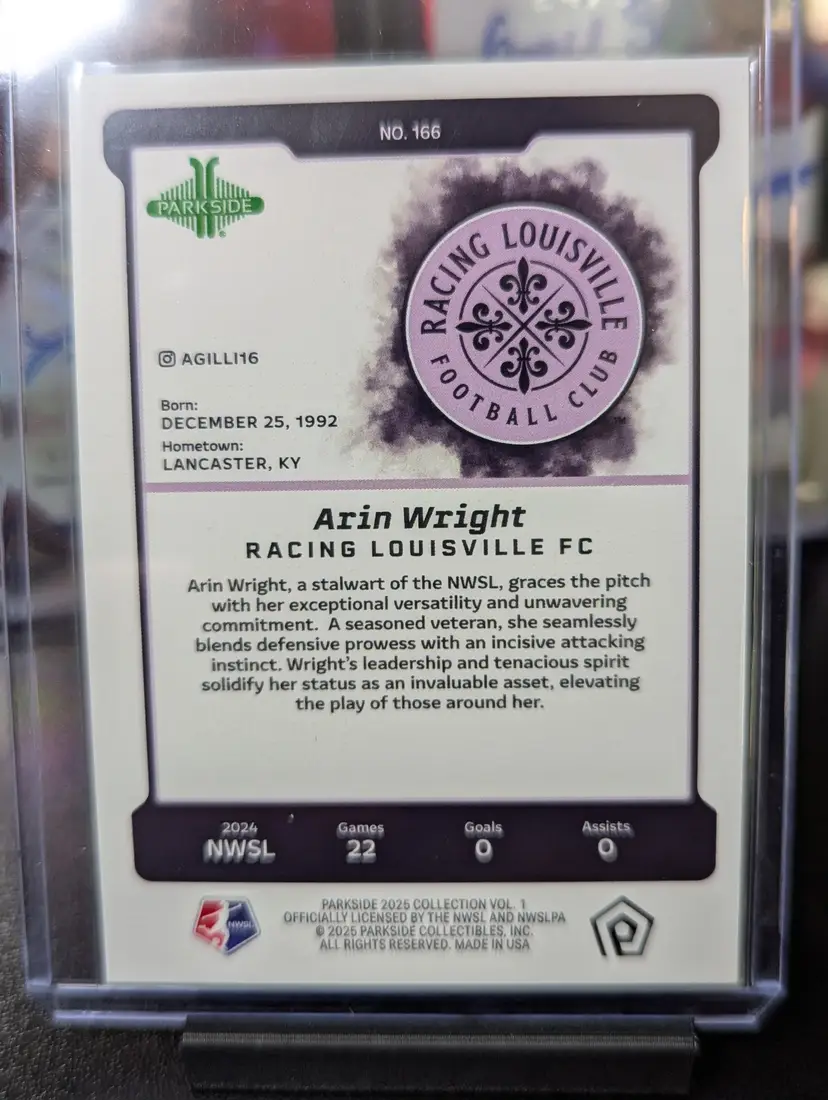 NO. 166
PARKSIDE
RACING LOUISVILLE
FOOTBALL CLUB
TM
AGILLI16
Born:
DECEMBER 25, 1992
Hometown:
LANCASTER, KY
Arin Wright
RACING LOUISVILLE FC
Arin Wright, a stalwart of the NWSL, graces the pitch
with her exceptional versatility and unwavering
commitment. A seasoned veteran, she seamlessly
blends defensive prowess with an incisive attacking
instinct. Wright's leadership and tenacious spirit
solidify her status as an invaluable asset, elevating
the play of those around her.
2024 Games Goals Assists
NWSL 22 0 0
NWSL
PARKSIDE 2025 COLLECTION VOL. 1
OFFICIALLY LICENSED BY THE NWSL AND NWSLPA
© 2025 PARKSIDE COLLECTIBLES, INC.
ALL RIGHTS RESERVED. MADE IN USA